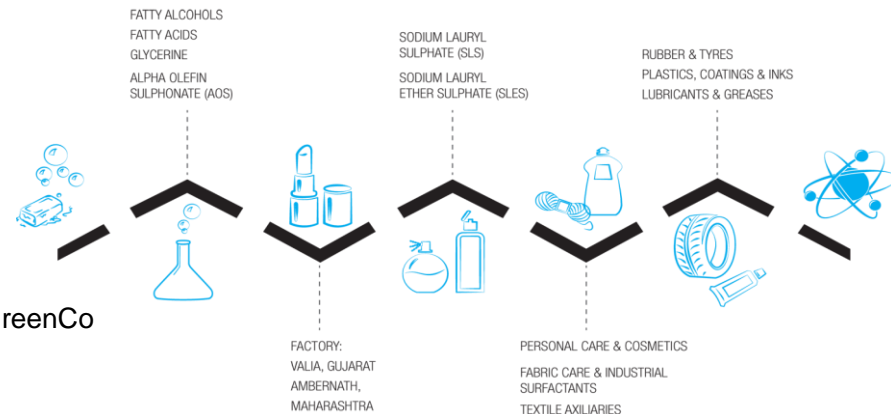 FATTY ALCOHOLS
FATTY ACIDS
GLYCERINE
ALPHA OLEFIN
SULPHONATE (AOS)
SODIUM LAURYL
SULPHATE (SLS)
SODIUM LAURYL
ETHER SULPHATE (SLES)
RUBBER & TYRES
PLASTICS, COATINGS & INKS
LUBRICANTS & GREASES
reenCo
FACTORY:
VALIA, GUJARAT
AMBERNATH,
MAHARASHTRA
PERSONAL CARE & COSMETICS
FABRIC CARE & INDUSTRIAL
SURFACTANTS
TEXTILE AXILIARIES